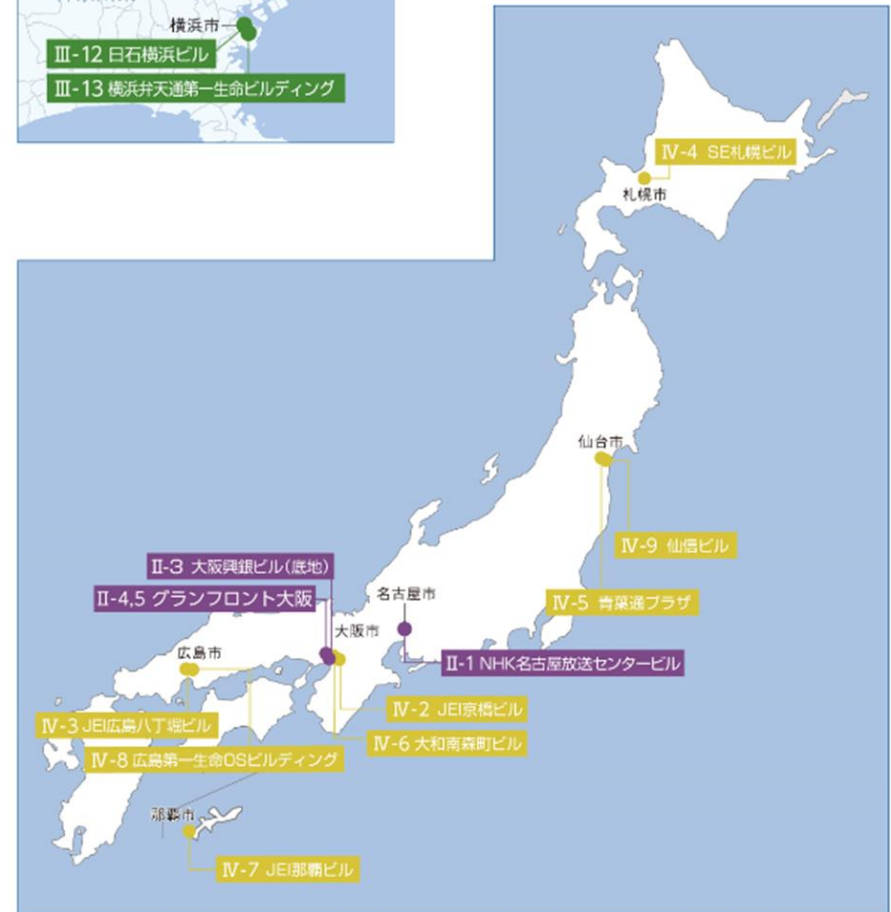 横浜市
Ⅲ-12 日石横浜ビル
Ⅲ-13 横浜弁天通第一生命ビルディング
Ⅳ-4 SE札幌ビル
札幌市
仙台市
Ⅳ-9 仙信ビル
Ⅳ-5 青葉通プラザ
Ⅱ-3 大阪興銀ビル(底地)
Ⅱ-4,5 グランフロント大阪
名古屋市
大阪市
Ⅱ-1 NHK名古屋放送センタービル
広島市
Ⅳ-2 JEI京橋ビル
Ⅳ-3 JEI広島八丁堀ビル
Ⅳ-6 大和南森町ビル
Ⅳ-8 広島第一生命OSビルディング
那覇市
Ⅳ-7 JEI那覇ビル